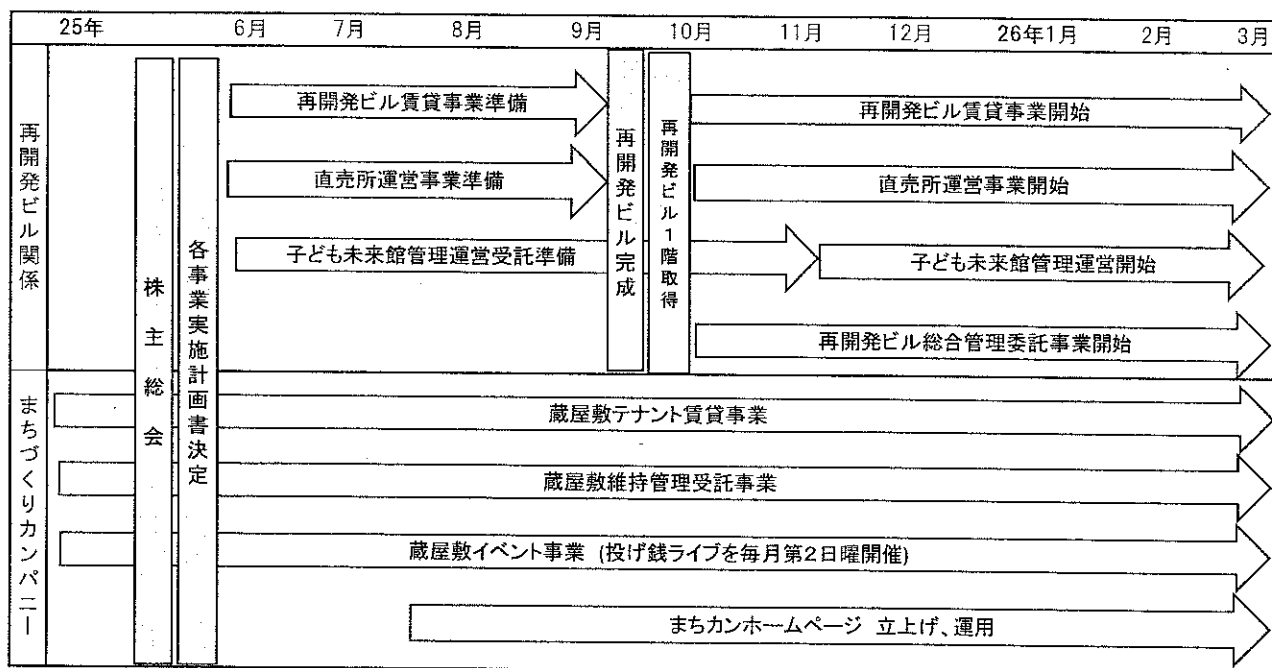 25年 6月 7月 8月 9月 10月 11月 12月 26年1月 2月 3月
再開発ビル関係
株主総会
各事業実施計画書決定
再開発ビル賃貸事業準備
直売所運営事業準備
子ども未来館管理運営受託準備
再開発ビル完成
再開発ビル1階取得
再開発ビル賃貸事業開始
直売所運営事業開始
子ども未来館管理運営開始
再開発ビル総合管理委託事業開始
まちづくりカンパニー
蔵屋敷テナント賃貸事業
蔵屋敷維持管理受託事業
蔵屋敷イベント事業 (投げ銭ライブを毎月第2日曜開催)
まちカンホームページ 立上げ、運用